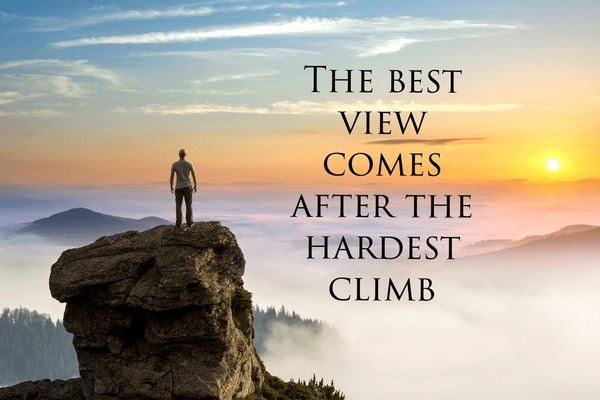 The best
view
comes
after the
hardest
climb